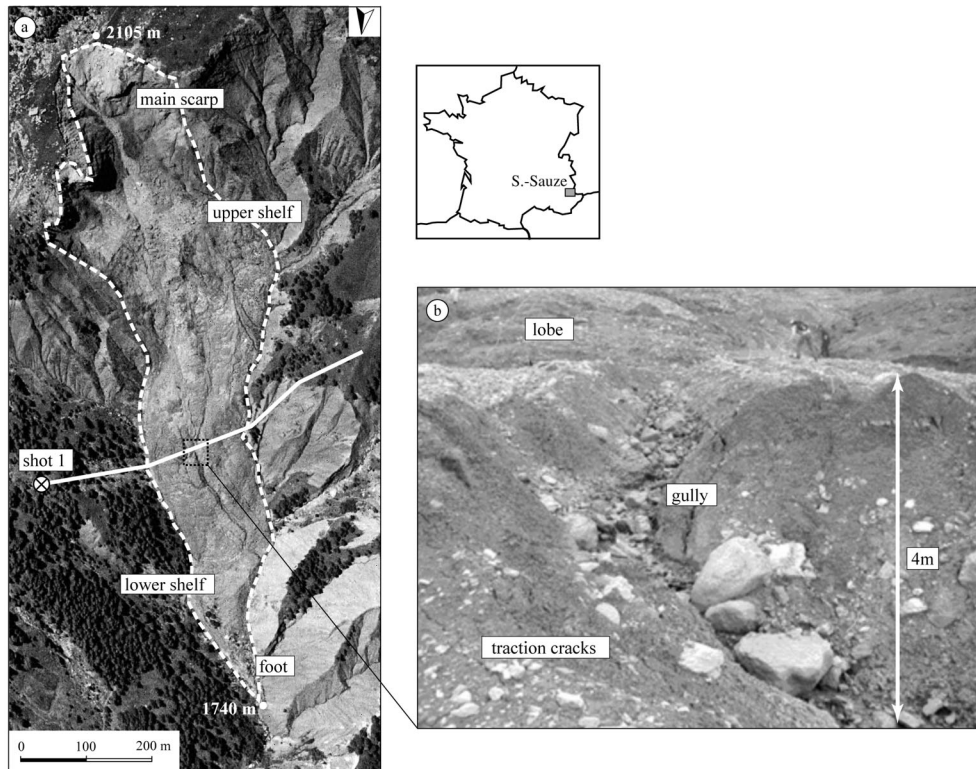 a
2105 m
main scarp
upper shelf
shot 1
lower shelf
foot
1740 m
0 100 200 m
S.-Sauze
b
lobe
gully
4m
traction cracks